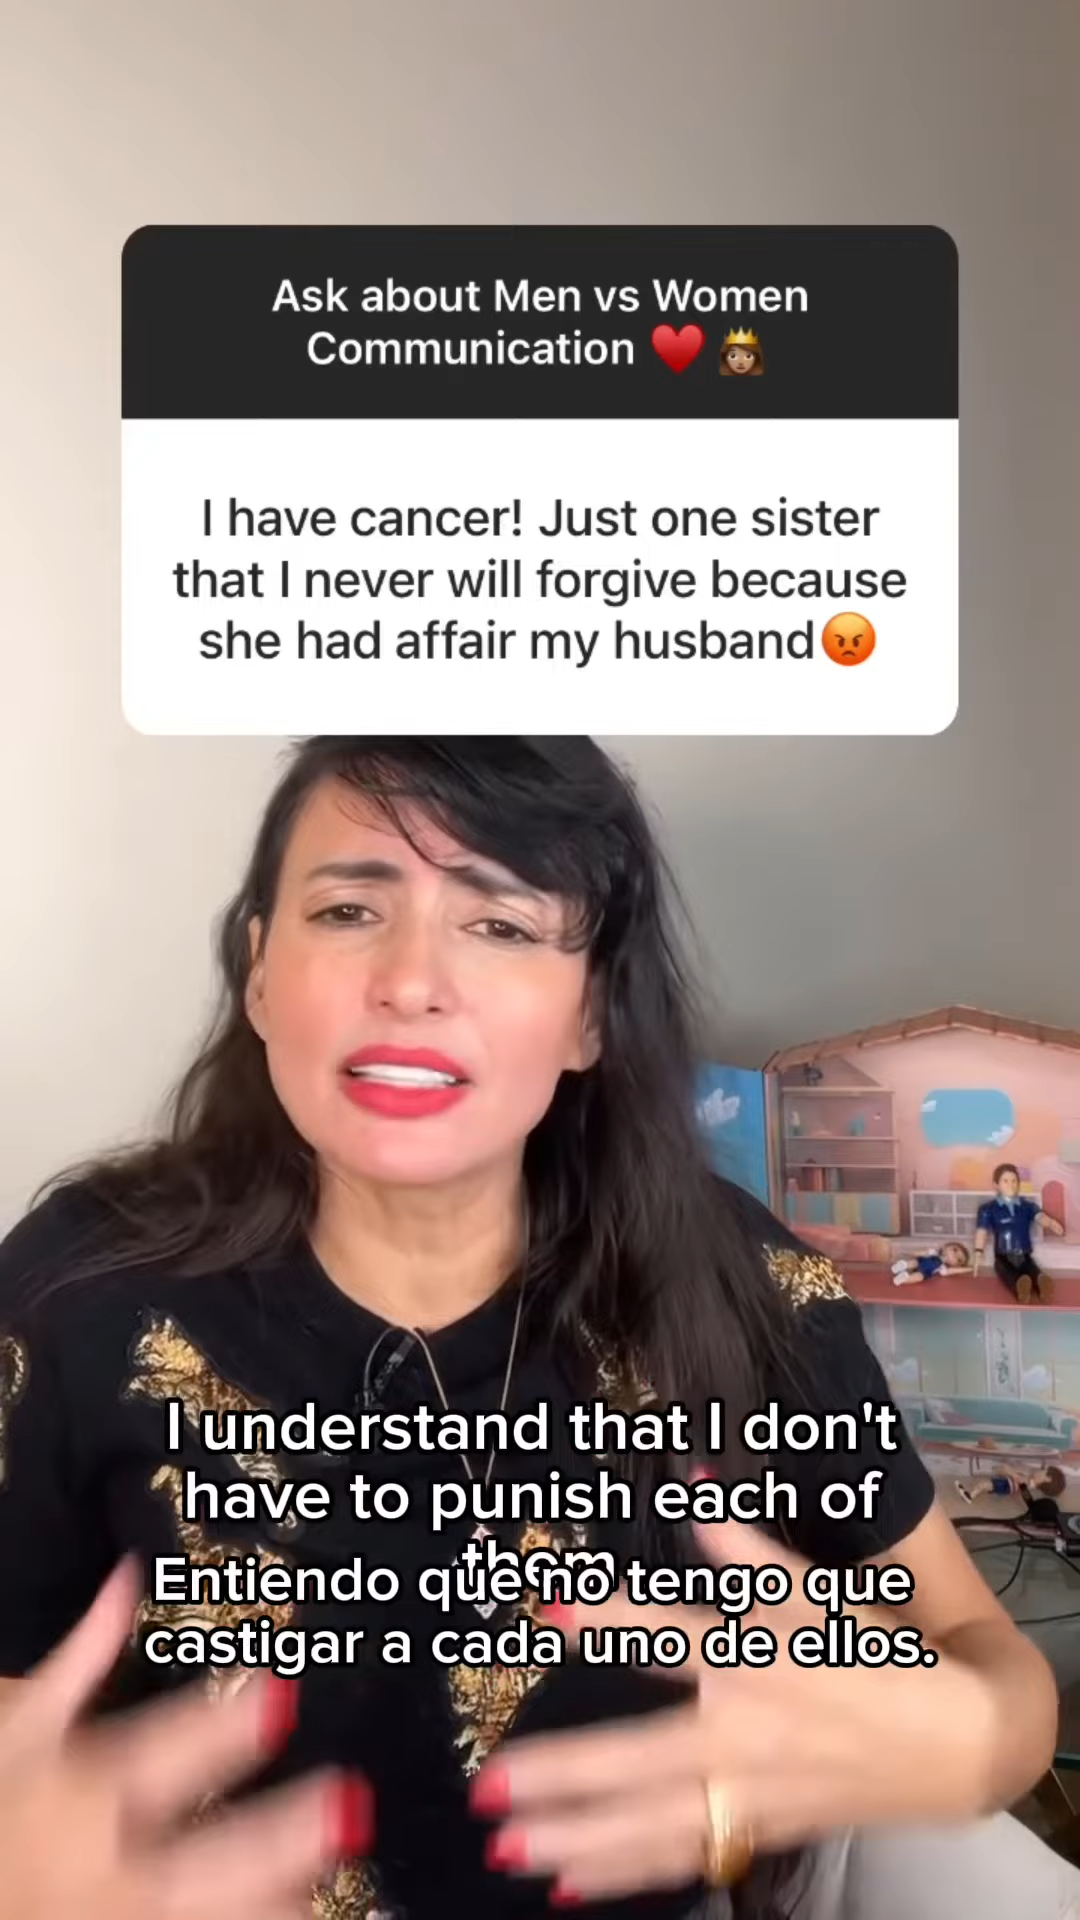 Ask about Men vs Women
Communication ♥️ 👸🏽
I have cancer! Just one sister
that I never will forgive because
she had affair my husband😡
I understand that I don't
have to punish each of
them
Entiendo que no tengo que
castigar a cada uno de ellos.